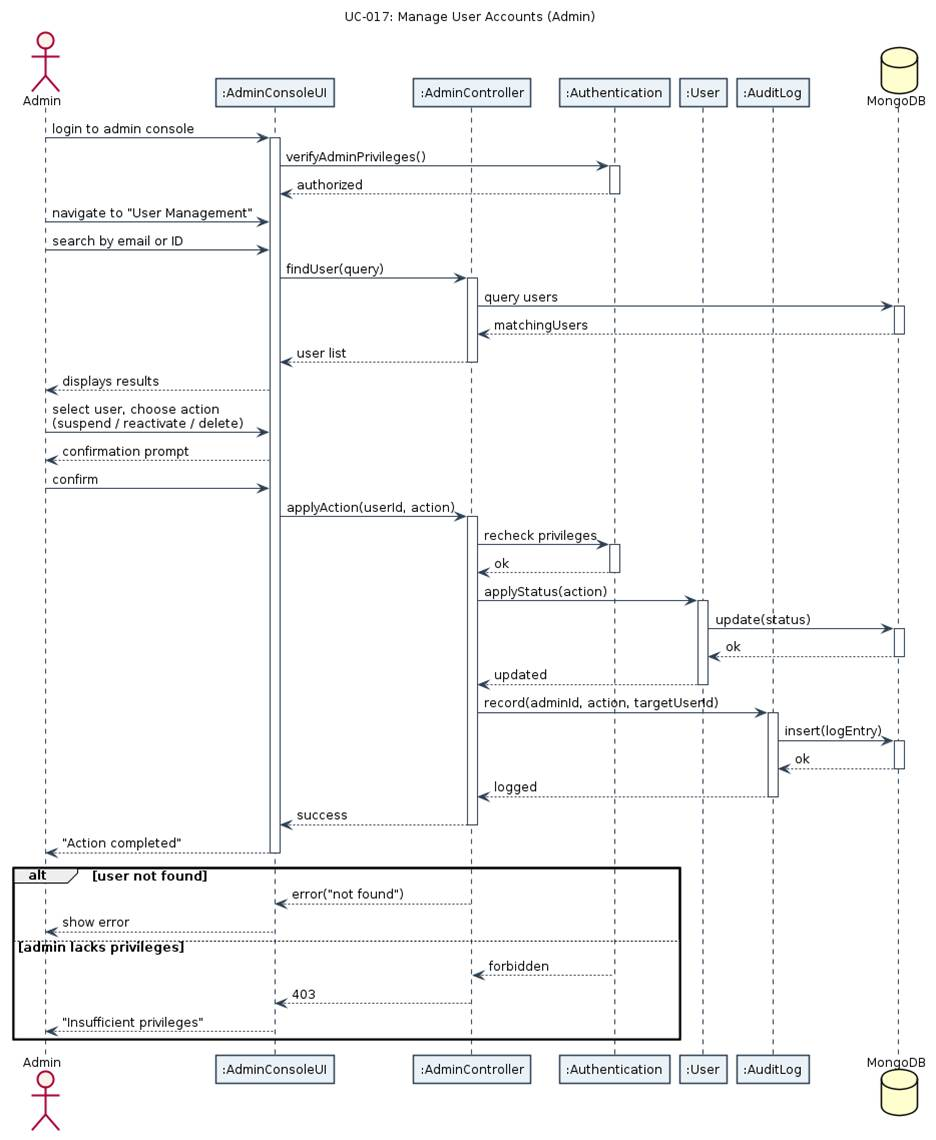 UC-017: Manage User Accounts (Admin)
Admin
:AdminConsoleUI
:AdminController
:Authentication
:User
:AuditLog
MongoDB
login to admin console
verifyAdminPrivileges()
authorized
navigate to "User Management"
search by email or ID
findUser(query)
query users
matchingUsers
user list
displays results
select user, choose action
(suspend / reactivate / delete)
confirmation prompt
confirm
applyAction(userId, action)
recheck privileges
ok
applyStatus(action)
update(status)
ok
updated
record(adminId, action, targetUserId)
insert(logEntry)
ok
logged
success
"Action completed"
alt [user not found]
error("not found")
show error
[admin lacks privileges]
forbidden
403
"Insufficient privileges"
Admin
:AdminConsoleUI
:AdminController
:Authentication
:User
:AuditLog
MongoDB